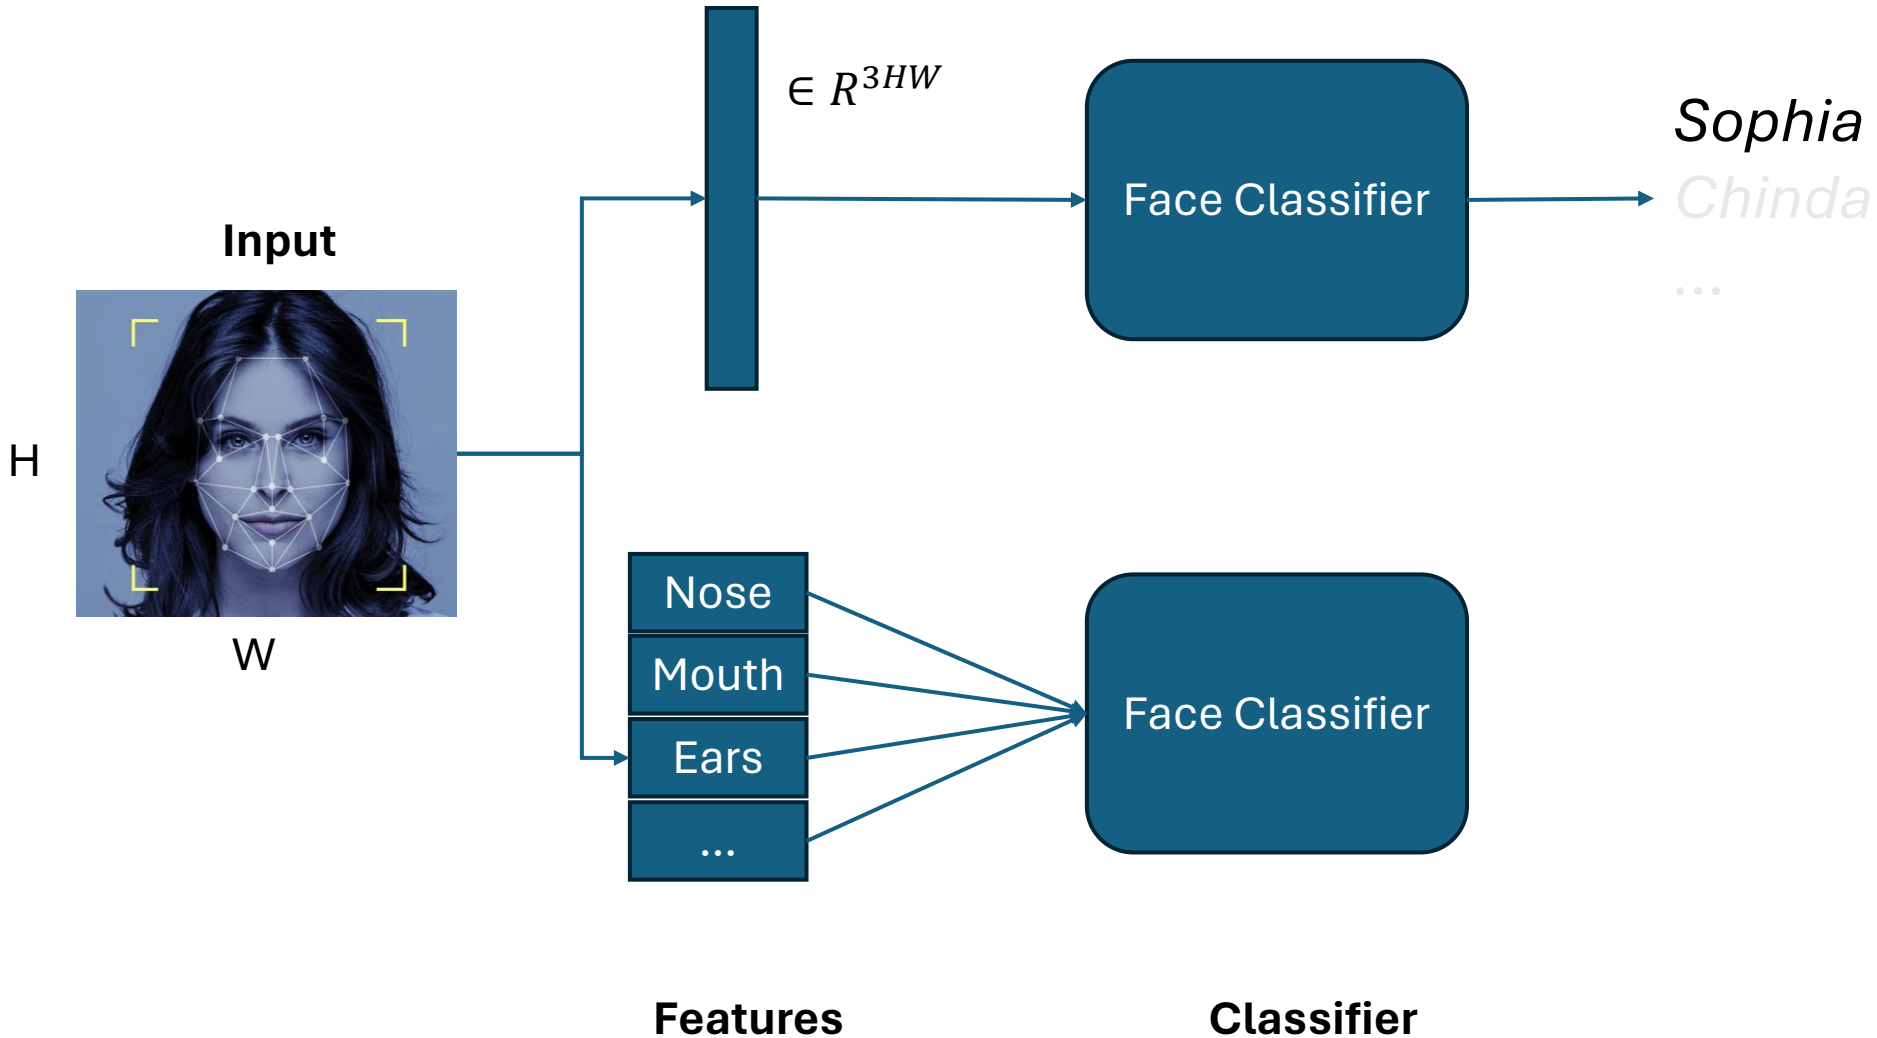 Input
H
W
∈ R^{3HW}
Face Classifier
Sophia
Chinda
...
Nose
Mouth
Ears
...
Face Classifier
Features
Classifier